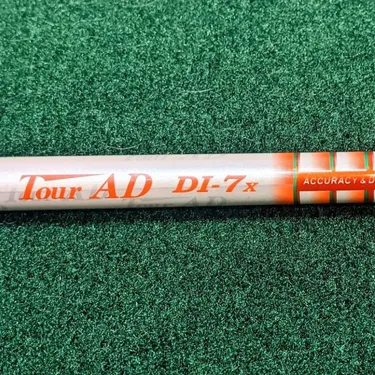 Tour AD DI-7x
ACCURACY & D